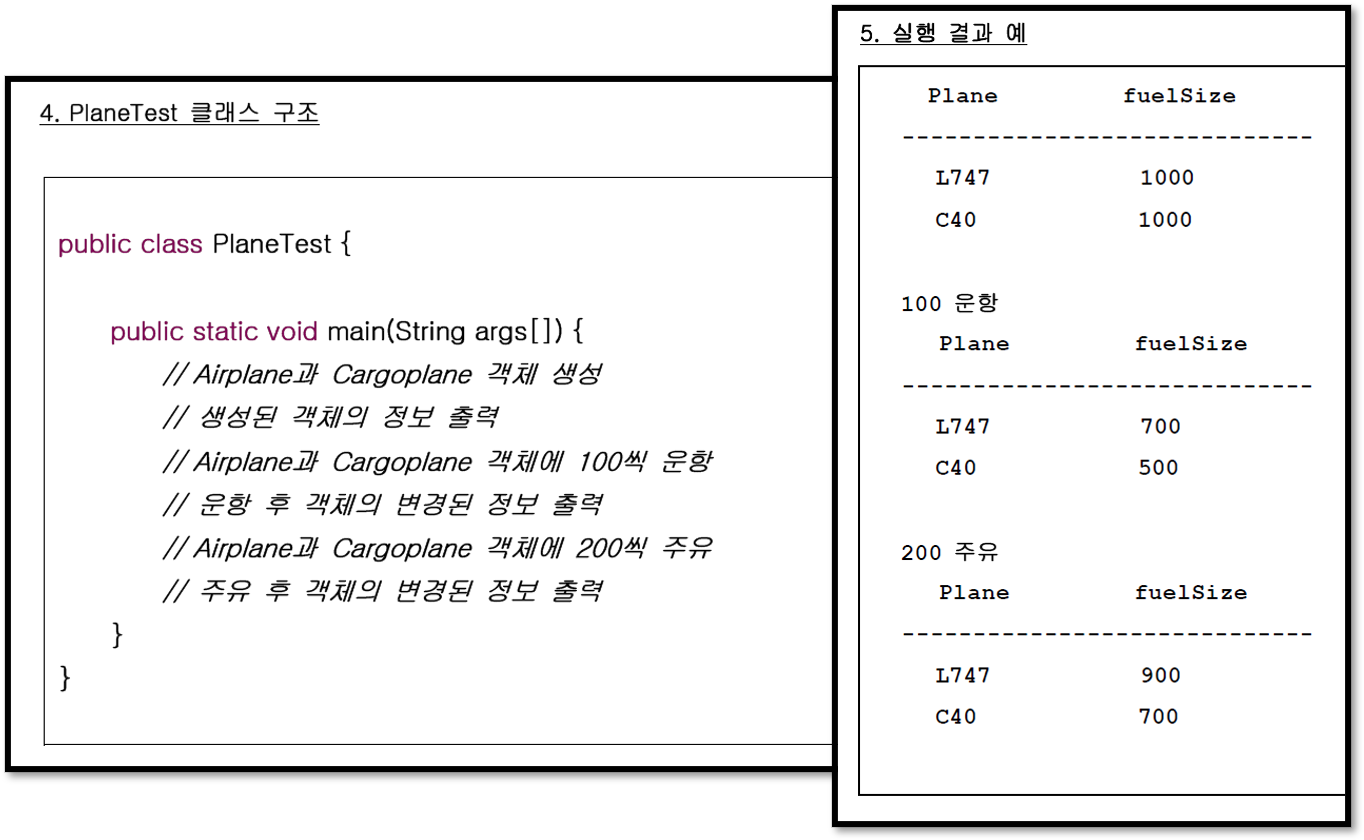 4. PlaneTest 클래스 구조
public class PlaneTest {
public static void main(String args[]) {
// Airplane과 Cargoplane 객체 생성
// 생성된 객체의 정보 출력
// Airplane과 Cargoplane 객체에 100씩 운항
// 운항 후 객체의 변경된 정보 출력
// Airplane과 Cargoplane 객체에 200씩 주유
// 주유 후 객체의 변경된 정보 출력
}
}
5. 실행 결과 예
Plane fuelSize
-----------------------------
L747 1000
C40 1000
100 운항
Plane fuelSize
-----------------------------
L747 700
C40 500
200 주유
Plane fuelSize
-----------------------------
L747 900
C40 700